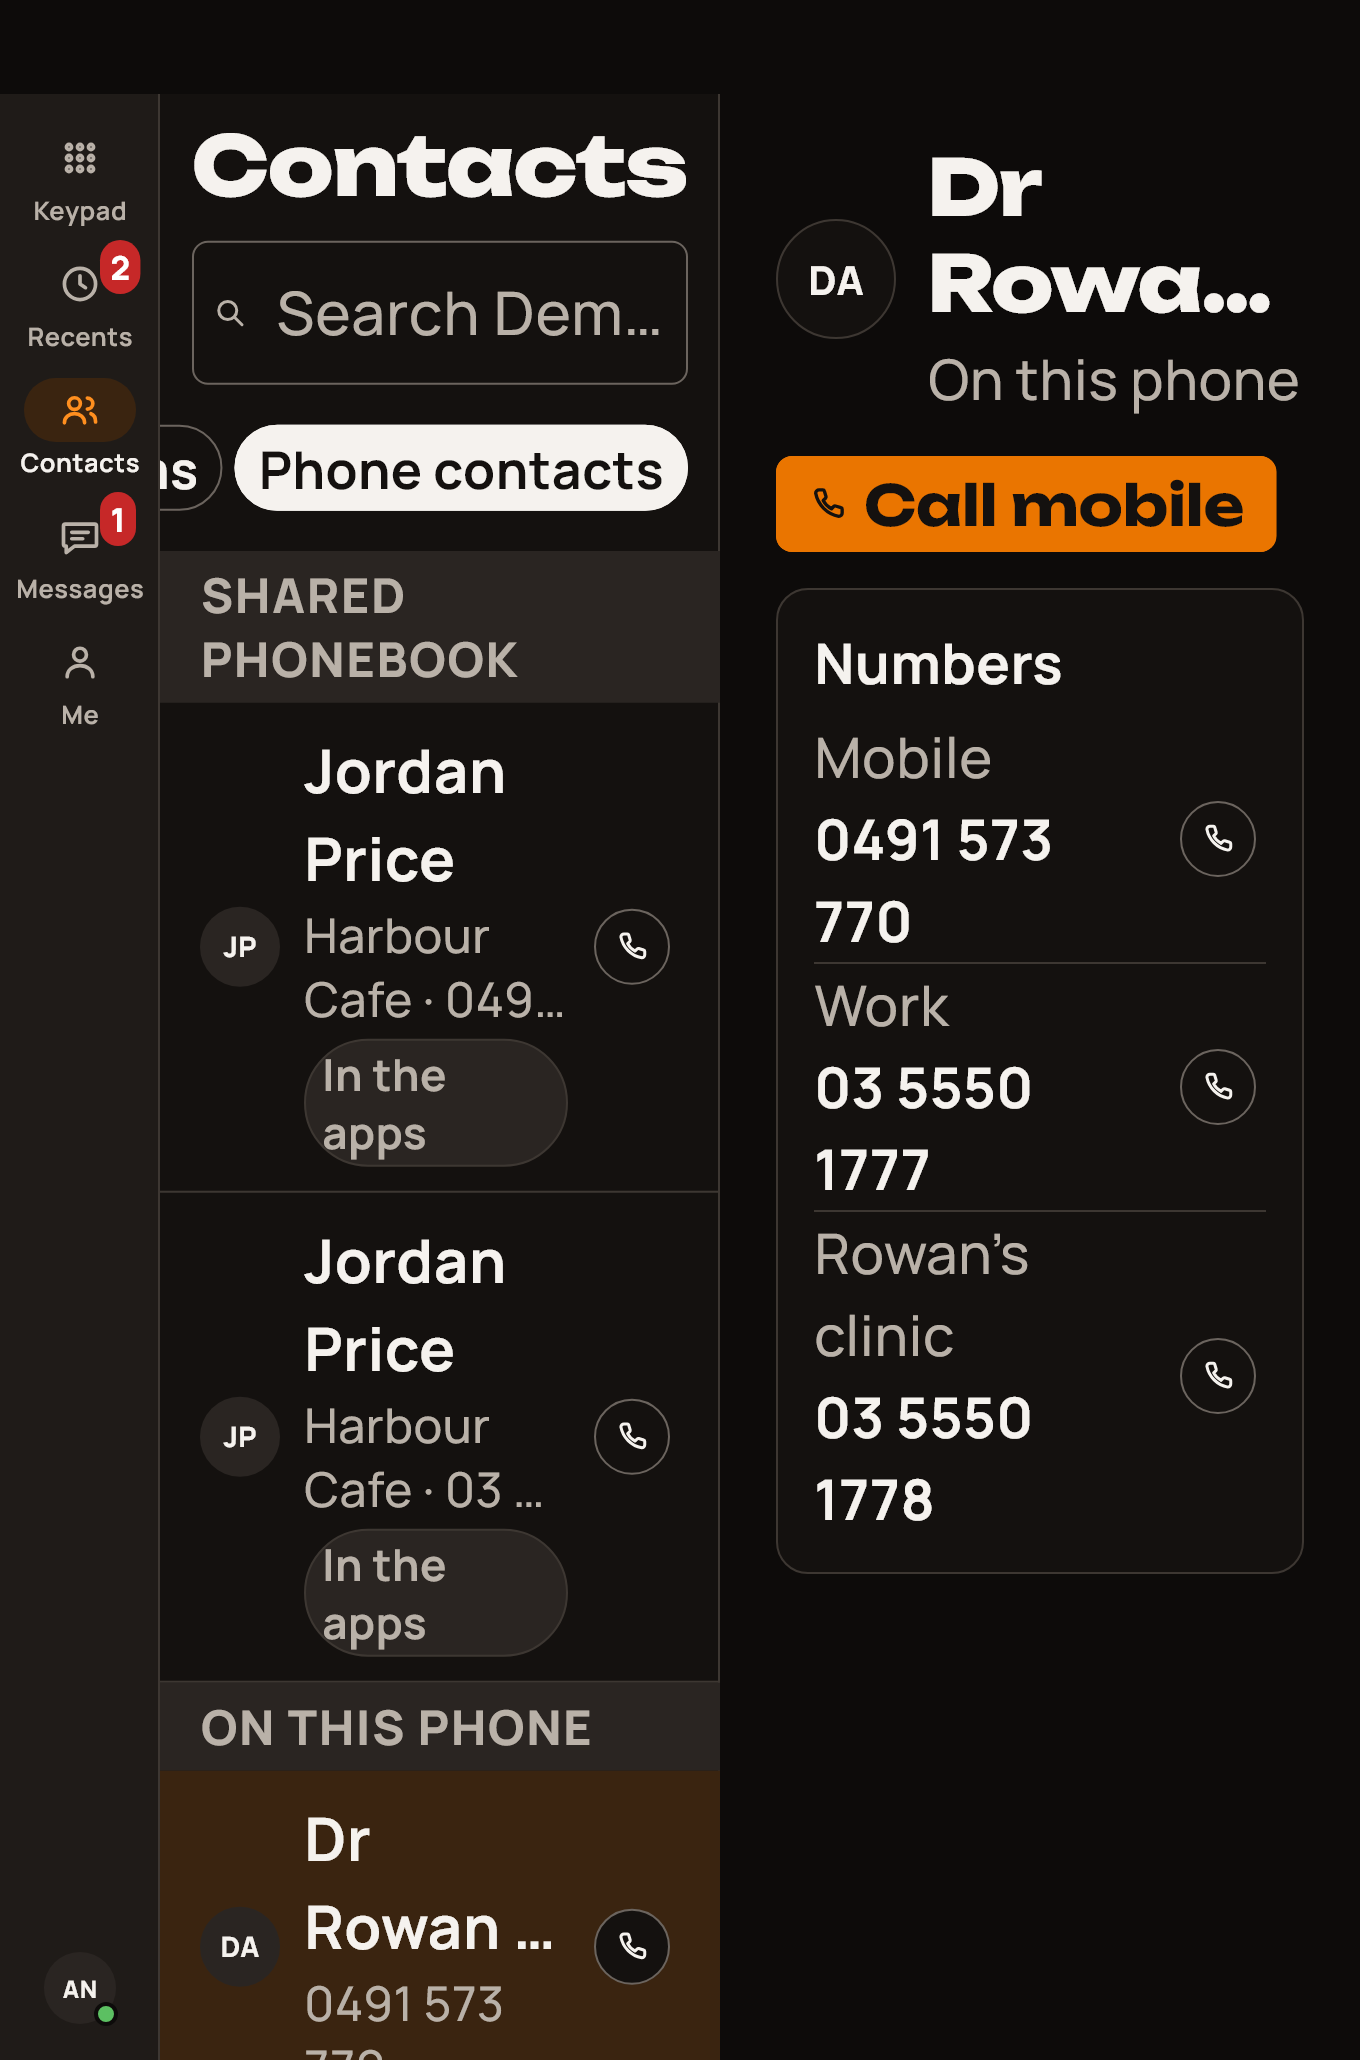 Keypad
2
Recents
Contacts
1
Messages
Me
AN
Contacts
Search Dem…
ns
Phone contacts
SHARED
PHONEBOOK
Jordan
Price
JP
Harbour
Cafe · 049…
In the
apps
Jordan
Price
JP
Harbour
Cafe · 03 …
In the
apps
ON THIS PHONE
Dr
Rowan …
DA
0491 573
770
DA
Dr
Rowa…
On this phone
Call mobile
Numbers
Mobile
0491 573
770
Work
03 5550
1777
Rowan’s
clinic
03 5550
1778